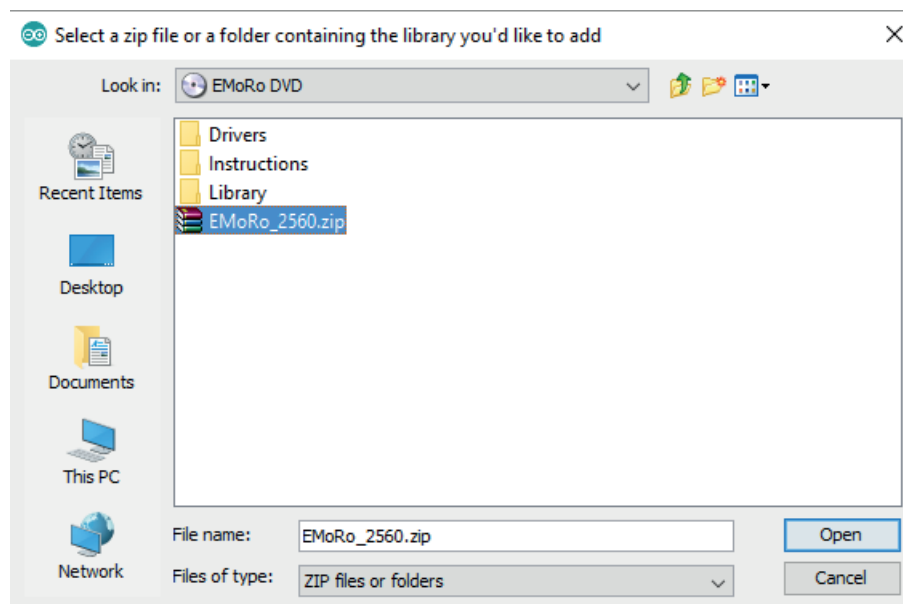 Select a zip file or a folder containing the library you'd like to add
Look in: EMoRo DVD
Drivers
Instructions
Library
EMoRo_2560.zip
Recent Items
Desktop
Documents
This PC
Network
File name: EMoRo_2560.zip Open
Files of type: ZIP files or folders Cancel